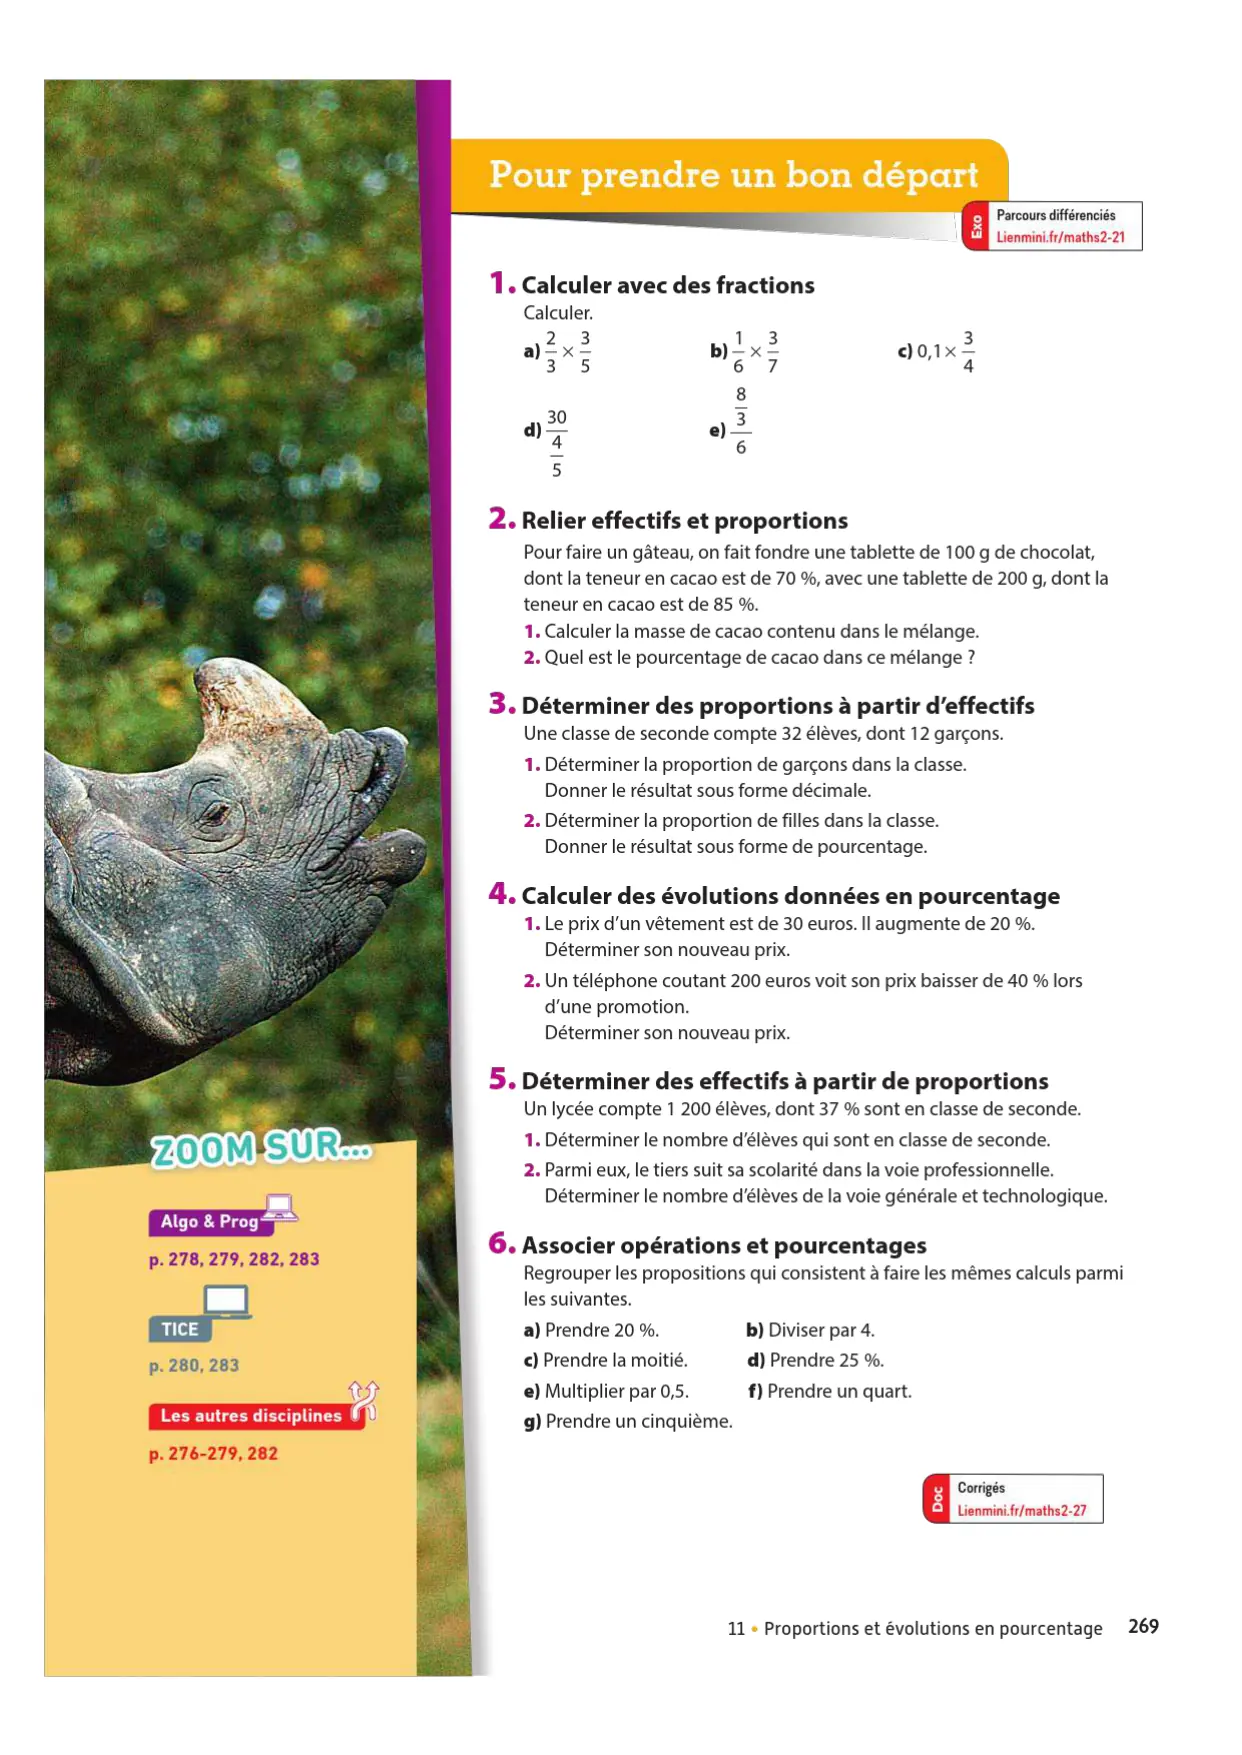 Pour prendre un bon départ
Exo
Parcours différenciés
Lienmini.fr/maths2-21
1. Calculer avec des fractions
Calculer.
a) 2/3 × 3/5 b) 1/6 × 3/7 c) 0,1 × 3/4
d) 30/(4/5) e) (8/3)/6
2. Relier effectifs et proportions
Pour faire un gâteau, on fait fondre une tablette de 100 g de chocolat,
dont la teneur en cacao est de 70 %, avec une tablette de 200 g, dont la
teneur en cacao est de 85 %.
1. Calculer la masse de cacao contenu dans le mélange.
2. Quel est le pourcentage de cacao dans ce mélange ?
3. Déterminer des proportions à partir d’effectifs
Une classe de seconde compte 32 élèves, dont 12 garçons.
1. Déterminer la proportion de garçons dans la classe.
Donner le résultat sous forme décimale.
2. Déterminer la proportion de filles dans la classe.
Donner le résultat sous forme de pourcentage.
4. Calculer des évolutions données en pourcentage
1. Le prix d’un vêtement est de 30 euros. Il augmente de 20 %.
Déterminer son nouveau prix.
2. Un téléphone coutant 200 euros voit son prix baisser de 40 % lors
d’une promotion.
Déterminer son nouveau prix.
5. Déterminer des effectifs à partir de proportions
Un lycée compte 1 200 élèves, dont 37 % sont en classe de seconde.
1. Déterminer le nombre d’élèves qui sont en classe de seconde.
2. Parmi eux, le tiers suit sa scolarité dans la voie professionnelle.
Déterminer le nombre d’élèves de la voie générale et technologique.
6. Associer opérations et pourcentages
Regrouper les propositions qui consistent à faire les mêmes calculs parmi
les suivantes.
a) Prendre 20 %. b) Diviser par 4.
c) Prendre la moitié. d) Prendre 25 %.
e) Multiplier par 0,5. f) Prendre un quart.
g) Prendre un cinquième.
Doc
Corrigés
Lienmini.fr/maths2-27
ZOOM SUR...
Algo & Prog
p. 278, 279, 282, 283
TICE
p. 280, 283
Les autres disciplines
p. 276-279, 282
11 • Proportions et évolutions en pourcentage 269